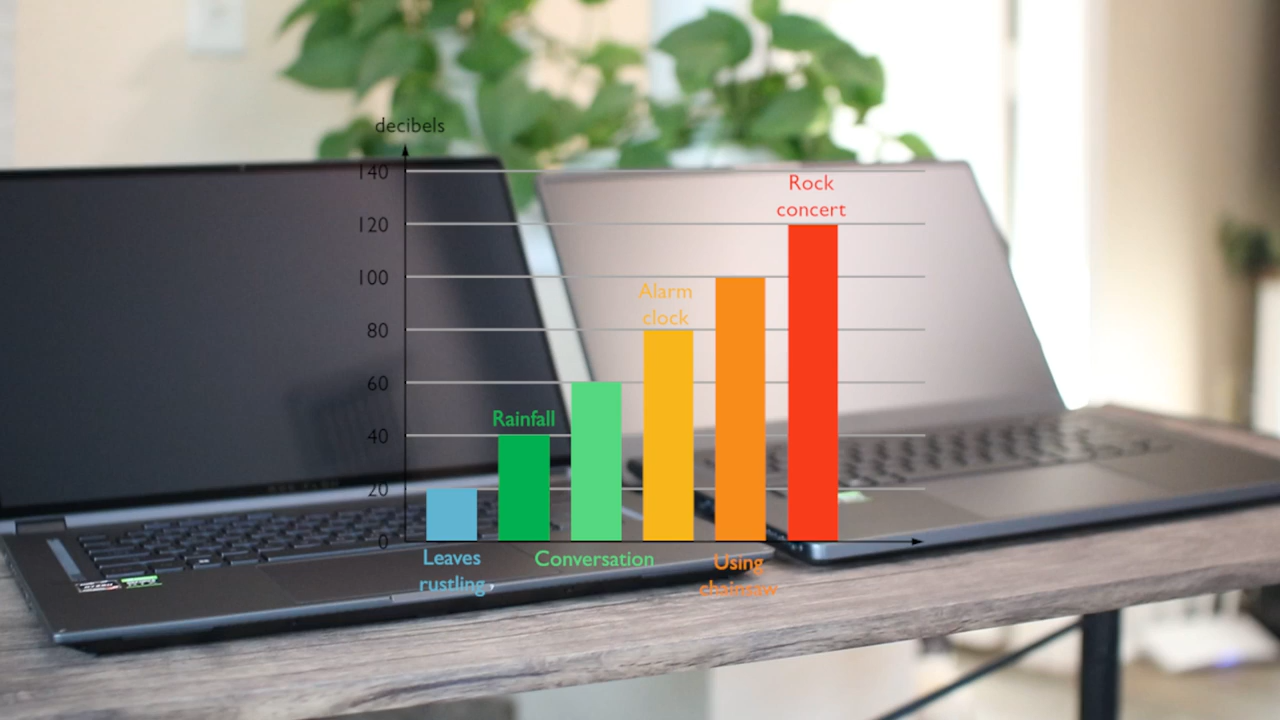 decibels
140
Rock
concert
120
100
Alarm
clock
80
60
Rainfall
40
20
0
Leaves
rustling
Conversation
Using
chainsaw